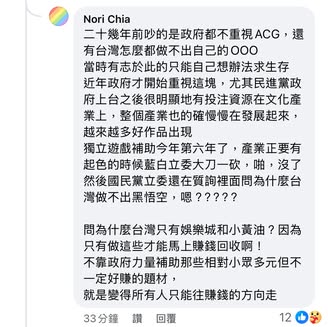 Nori Chia
二十幾年前吵的是政府都不重視ACG，還
有台灣怎麼都做不出自己的OOO
當時有志於此的只能自己想辦法求生存
近年政府才開始重視這塊，尤其民進黨政
府上台之後很明顯地有投注資源在文化產
業上，整個產業也的確慢慢在發展起來，
越來越多好作品出現
獨立遊戲補助今年第六年了，產業正要有
起色的時候藍白立委大刀一砍，啪，沒了
然後國民黨立委還在質詢裡面問為什麼台
灣做不出黑悟空，嗯？？？？？
問為什麼台灣只有娛樂城和小黃油？因為
只有做這些才能馬上賺錢回收啊！
不靠政府力量補助那些相對小眾多元但不
一定好賺的題材，
就是變得所有人只能往賺錢的方向走
33分鐘 讚 回覆 12